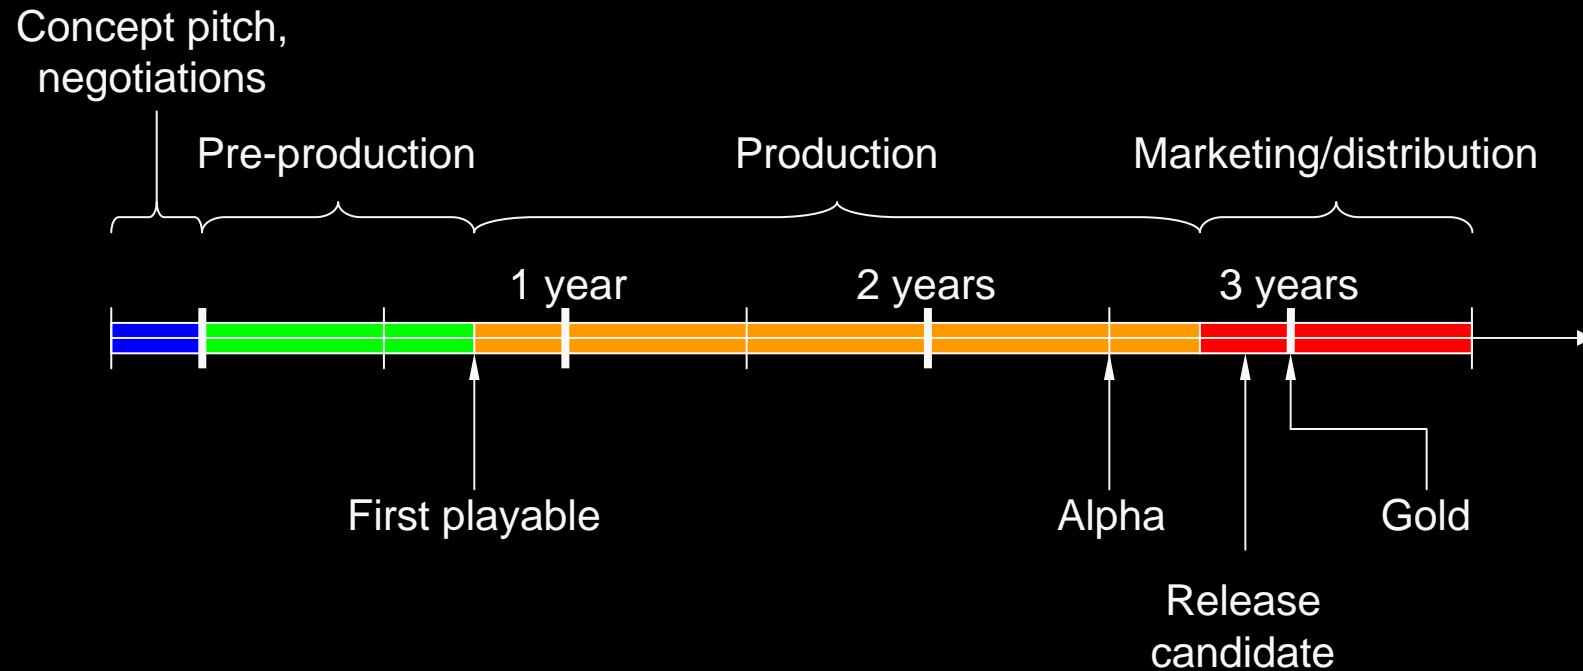 Concept pitch,
negotiations
Pre-production
Production
Marketing/distribution
1 year
2 years
3 years
First playable
Alpha
Gold
Release
candidate